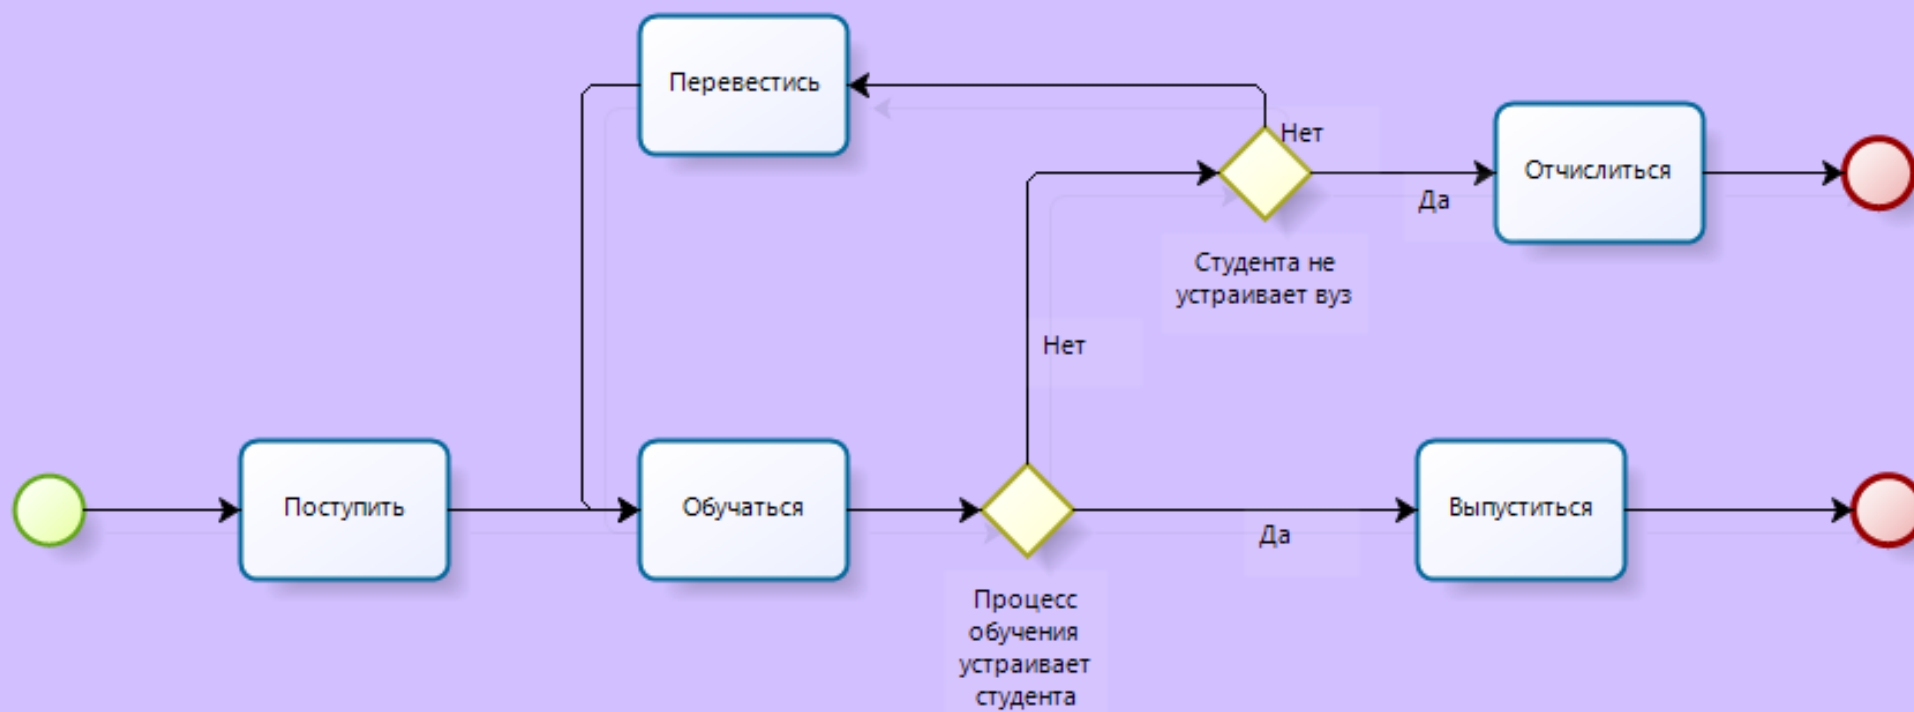 Перевестись
Нет
Отчислиться
Да
Студента не
устраивает вуз
Нет
Поступить
Обучаться
Выпуститься
Да
Процесс
обучения
устраивает
студента